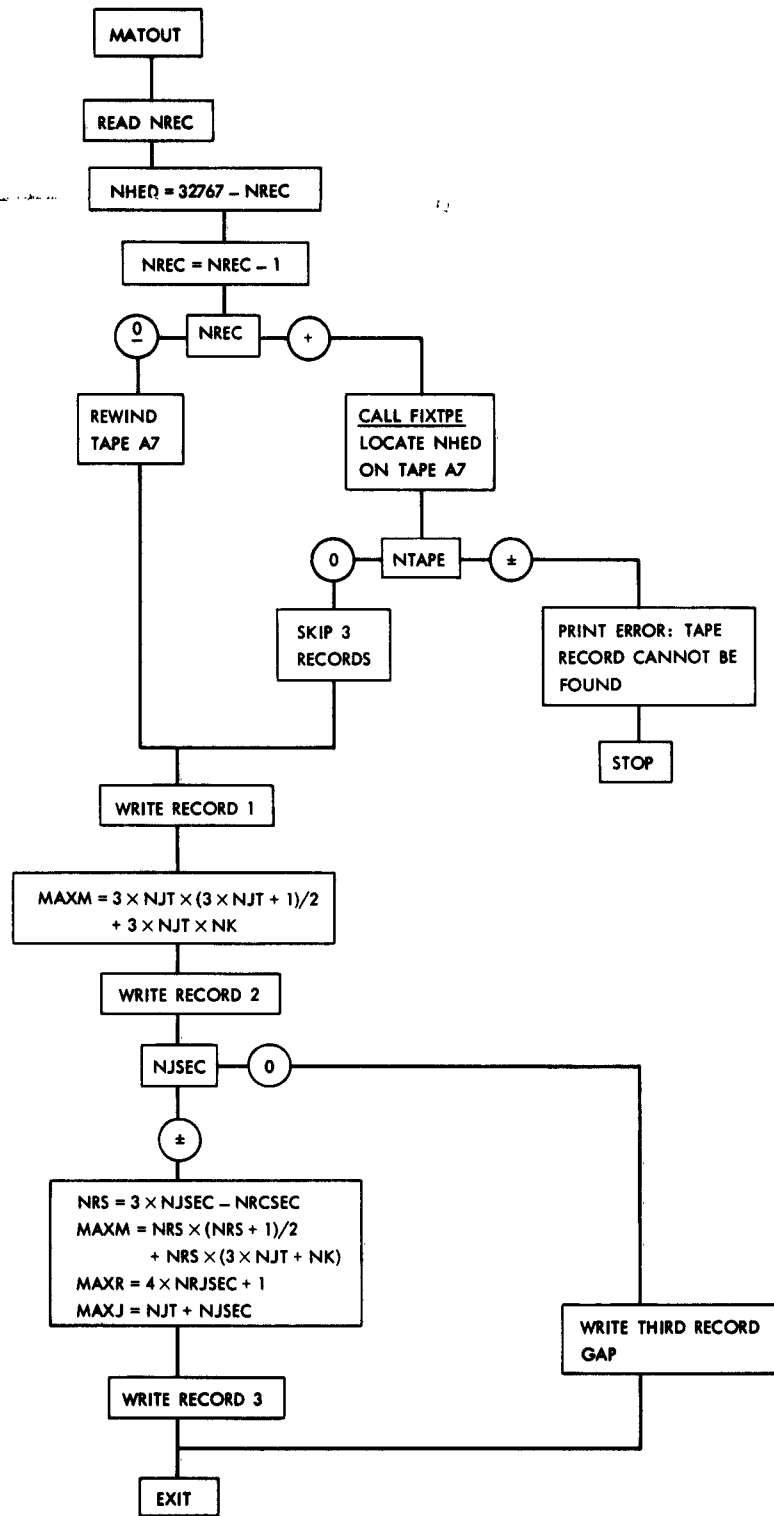 MATOUT
READ NREC
NHED = 32767 – NREC
NREC = NREC – 1
0
–
NREC
+
REWIND
TAPE A7
CALL FIXTPE
LOCATE NHED
ON TAPE A7
0
NTAPE
±
SKIP 3
RECORDS
PRINT ERROR: TAPE
RECORD CANNOT BE
FOUND
STOP
WRITE RECORD 1
MAXM = 3 × NJT × (3 × NJT + 1)/2
+ 3 × NJT × NK
WRITE RECORD 2
NJSEC
0
±
NRS = 3 × NJSEC – NRCSEC
MAXM = NRS × (NRS + 1)/2
+ NRS × (3 × NJT + NK)
MAXR = 4 × NRJSEC + 1
MAXJ = NJT + NJSEC
WRITE THIRD RECORD
GAP
WRITE RECORD 3
EXIT